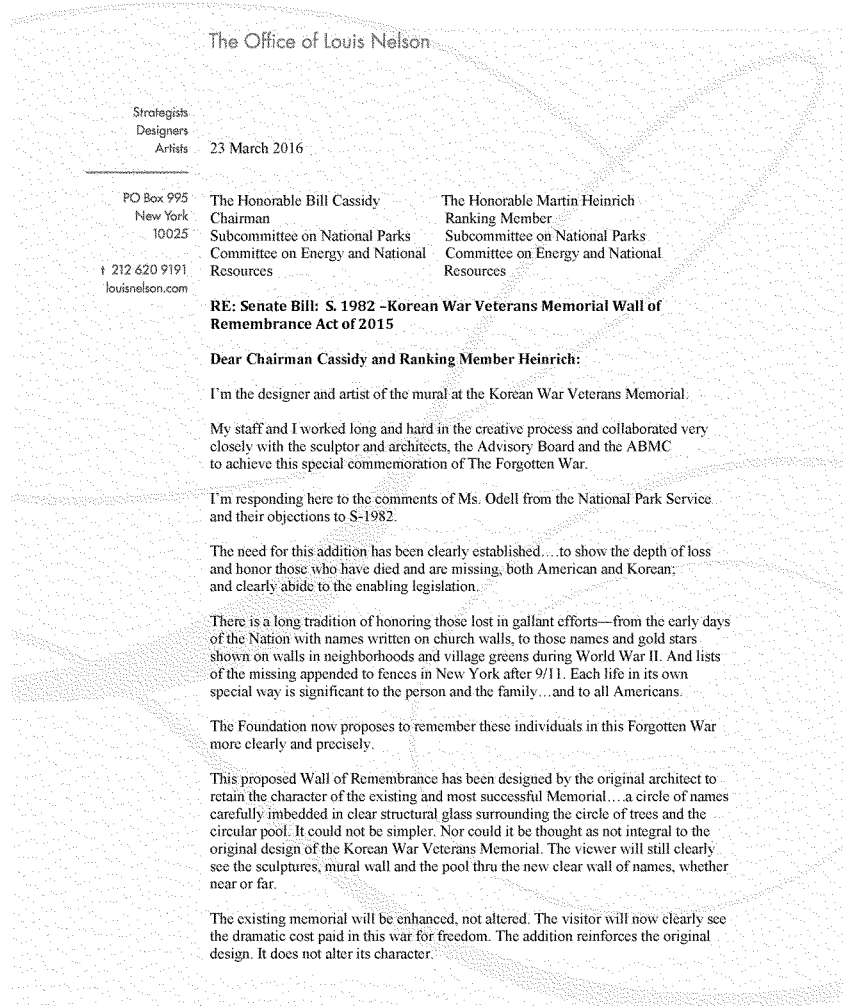 The Office of Louis Nelson
Strategists
Designers
Artists
23 March 2016
PO Box 995
New York
10025
t 212 620 9191
louisnelson.com
The Honorable Bill Cassidy
Chairman
Subcommittee on National Parks
Committee on Energy and National
Resources
The Honorable Martin Heinrich
Ranking Member
Subcommittee on National Parks
Committee on Energy and National
Resources
RE: Senate Bill: S. 1982 –Korean War Veterans Memorial Wall of
Remembrance Act of 2015
Dear Chairman Cassidy and Ranking Member Heinrich:
I'm the designer and artist of the mural at the Korean War Veterans Memorial.
My staff and I worked long and hard in the creative process and collaborated very
closely with the sculptor and architects, the Advisory Board and the ABMC
to achieve this special commemoration of The Forgotten War.
I'm responding here to the comments of Ms. Odell from the National Park Service
and their objections to S-1982.
The need for this addition has been clearly established….to show the depth of loss
and honor those who have died and are missing, both American and Korean;
and clearly abide to the enabling legislation.
There is a long tradition of honoring those lost in gallant efforts—from the early days
of the Nation with names written on church walls, to those names and gold stars
shown on walls in neighborhoods and village greens during World War II. And lists
of the missing appended to fences in New York after 9/11. Each life in its own
special way is significant to the person and the family…and to all Americans.
The Foundation now proposes to remember these individuals in this Forgotten War
more clearly and precisely.
This proposed Wall of Remembrance has been designed by the original architect to
retain the character of the existing and most successful Memorial….a circle of names
carefully imbedded in clear structural glass surrounding the circle of trees and the
circular pool. It could not be simpler. Nor could it be thought as not integral to the
original design of the Korean War Veterans Memorial. The viewer will still clearly
see the sculptures, mural wall and the pool thru the new clear wall of names, whether
near or far.
The existing memorial will be enhanced, not altered. The visitor will now clearly see
the dramatic cost paid in this war for freedom. The addition reinforces the original
design. It does not alter its character.